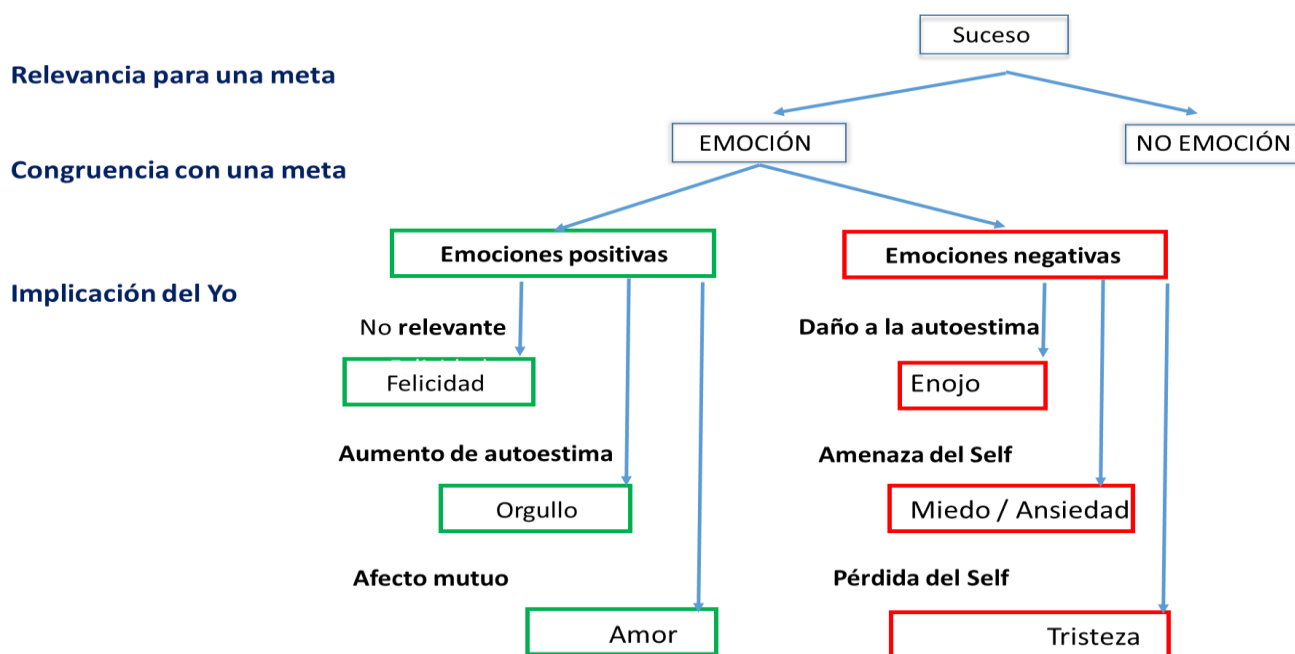 Suceso
Relevancia para una meta
EMOCIÓN
NO EMOCIÓN
Congruencia con una meta
Emociones positivas
Emociones negativas
Implicación del Yo
No relevante
Daño a la autoestima
Felicidad
Enojo
Aumento de autoestima
Amenaza del Self
Orgullo
Miedo / Ansiedad
Afecto mutuo
Pérdida del Self
Amor
Tristeza